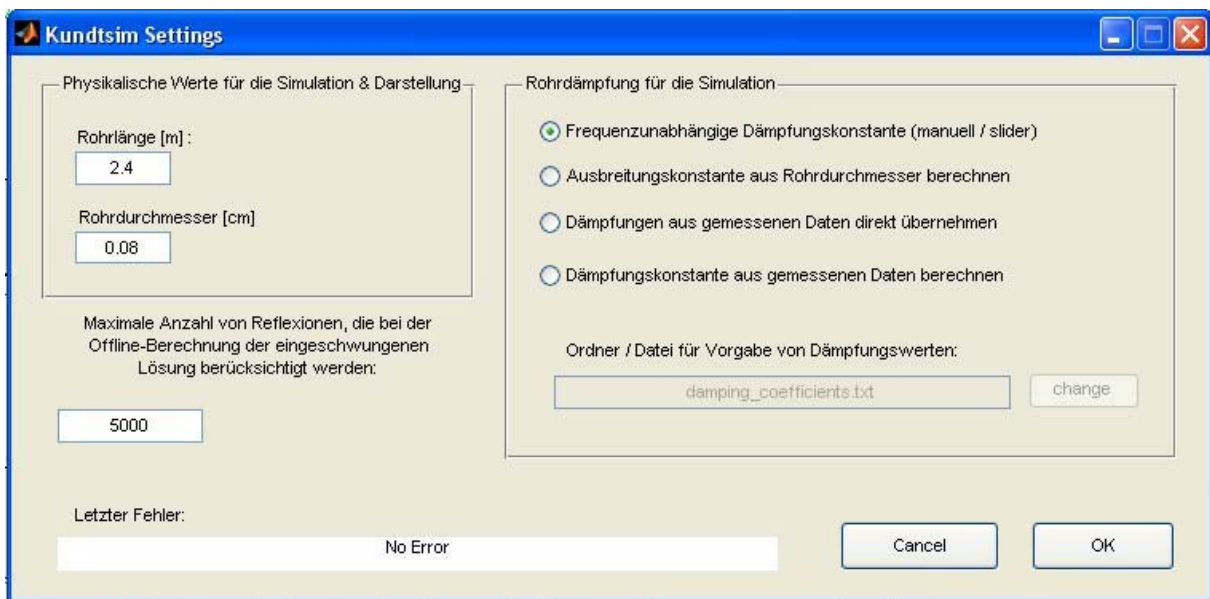 Kundtsim Settings
Physikalische Werte für die Simulation & Darstellung
Rohrlänge [m] :
2.4
Rohrdurchmesser [cm]
0.08
Maximale Anzahl von Reflexionen, die bei der
Offline-Berechnung der eingeschwungenen
Lösung berücksichtigt werden:
5000
Rohrdämpfung für die Simulation
Frequenzunabhängige Dämpfungskonstante (manuell / slider)
Ausbreitungskonstante aus Rohrdurchmesser berechnen
Dämpfungen aus gemessenen Daten direkt übernehmen
Dämpfungskonstante aus gemessenen Daten berechnen
Ordner / Datei für Vorgabe von Dämpfungswerten:
damping_coefficients.txt
change
Letzter Fehler:
No Error
Cancel
OK